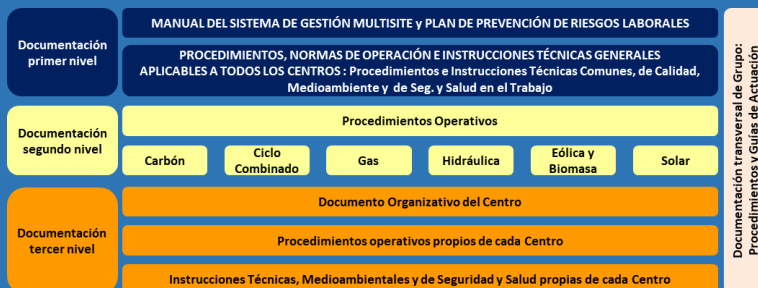 Documentación
primer nivel
MANUAL DEL SISTEMA DE GESTIÓN MULTISITE y PLAN DE PREVENCIÓN DE RIESGOS LABORALES
PROCEDIMIENTOS, NORMAS DE OPERACIÓN E INSTRUCCIONES TÉCNICAS GENERALES
APLICABLES A TODOS LOS CENTROS : Procedimientos e Instrucciones Técnicas Comunes, de Calidad,
Medioambiente y de Seg. y Salud en el Trabajo
Documentación
segundo nivel
Procedimientos Operativos
Carbón
Ciclo
Combinado
Gas
Hidráulica
Eólica y
Biomasa
Solar
Documentación
tercer nivel
Documento Organizativo del Centro
Procedimientos operativos propios de cada Centro
Instrucciones Técnicas, Medioambientales y de Seguridad y Salud propias de cada Centro
Documentación transversal de Grupo:
Procedimientos y Guías de Actuación